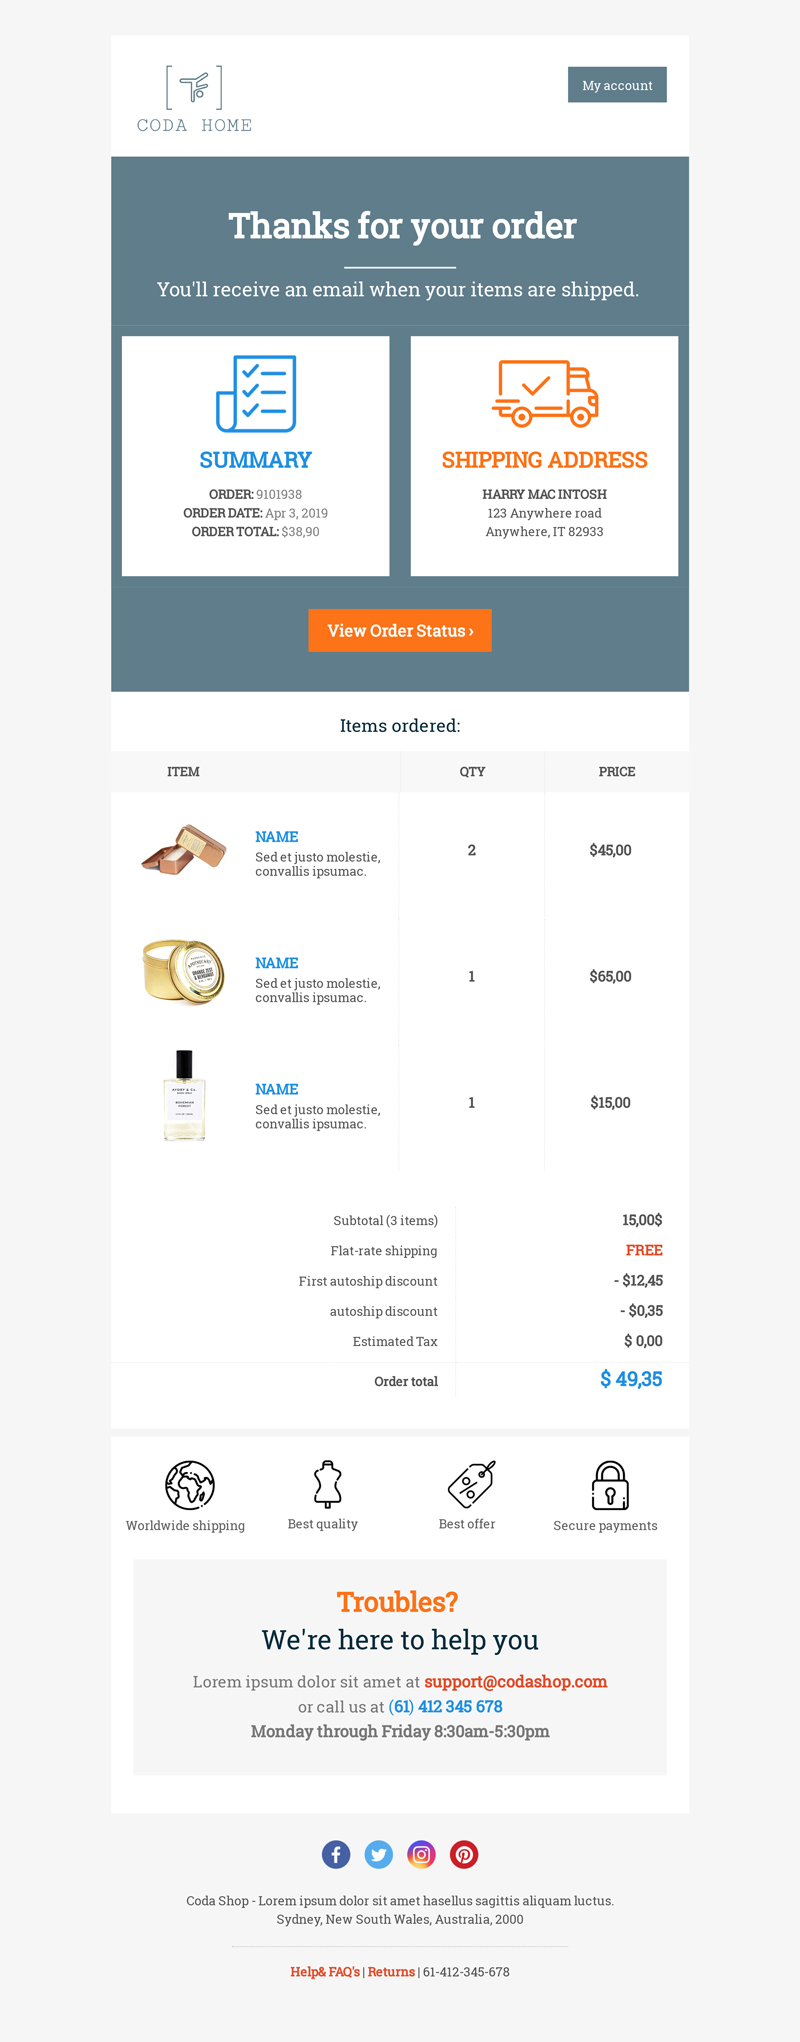 CODA HOME
My account
Thanks for your order
You'll receive an email when your items are shipped.
SUMMARY
ORDER: 9101938
ORDER DATE: Apr 3, 2019
ORDER TOTAL: $38,90
SHIPPING ADDRESS
HARRY MAC INTOSH
123 Anywhere road
Anywhere, IT 82933
View Order Status ›
Items ordered:
ITEM QTY PRICE
NAME
Sed et justo molestie,
convallis ipsumac.
2 $45,00
NAME
Sed et justo molestie,
convallis ipsumac.
1 $65,00
NAME
Sed et justo molestie,
convallis ipsumac.
1 $15,00
Subtotal (3 items) 15,00$
Flat-rate shipping FREE
First autoship discount - $12,45
autoship discount - $0,35
Estimated Tax $ 0,00
Order total $ 49,35
Worldwide shipping
Best quality
Best offer
Secure payments
Troubles?
We're here to help you
Lorem ipsum dolor sit amet at support@codashop.com
or call us at (61) 412 345 678
Monday through Friday 8:30am-5:30pm
Coda Shop - Lorem ipsum dolor sit amet hasellus sagittis aliquam luctus.
Sydney, New South Wales, Australia, 2000
Help& FAQ's | Returns | 61-412-345-678